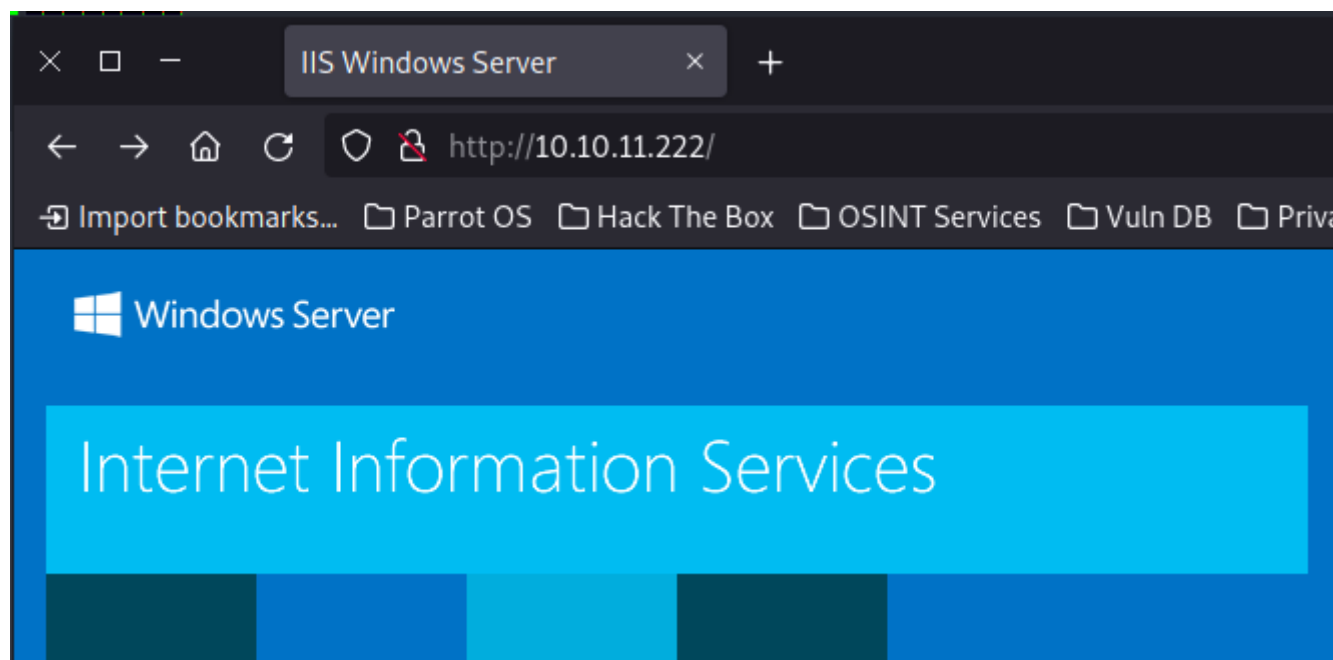 IIS Windows Server
http://10.10.11.222/
Import bookmarks... Parrot OS Hack The Box OSINT Services Vuln DB Priva
Windows Server
Internet Information Services